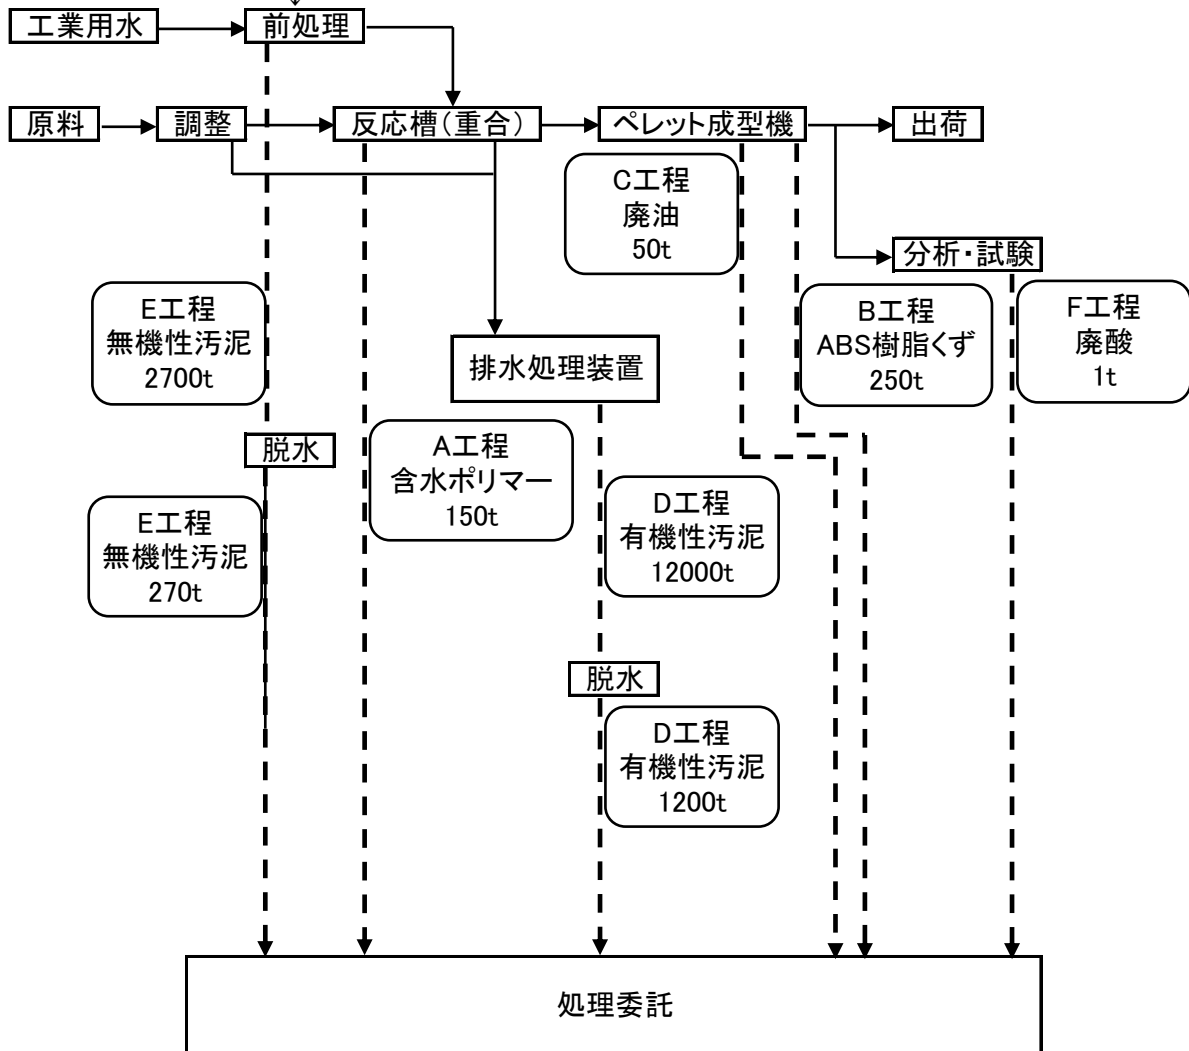 工業用水
前処理
原料
調整
反応槽(重合)
ペレット成型機
出荷
C工程
廃油
50t
分析・試験
E工程
無機性汚泥
2700t
B工程
ABS樹脂くず
250t
F工程
廃酸
1t
排水処理装置
脱水
A工程
含水ポリマー
150t
D工程
有機性汚泥
12000t
E工程
無機性汚泥
270t
脱水
D工程
有機性汚泥
1200t
処理委託